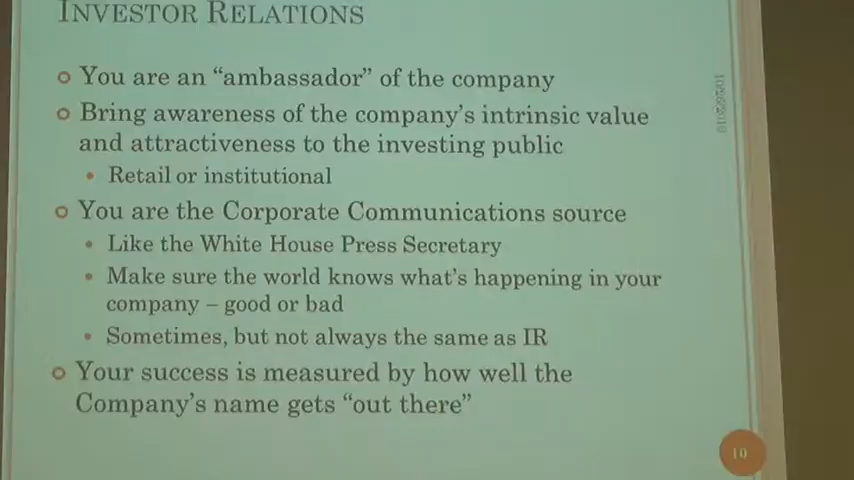 INVESTOR RELATIONS
You are an “ambassador” of the company
Bring awareness of the company’s intrinsic value
and attractiveness to the investing public
Retail or institutional
You are the Corporate Communications source
Like the White House Press Secretary
Make sure the world knows what’s happening in your
company – good or bad
Sometimes, but not always the same as IR
Your success is measured by how well the
Company’s name gets “out there”
10